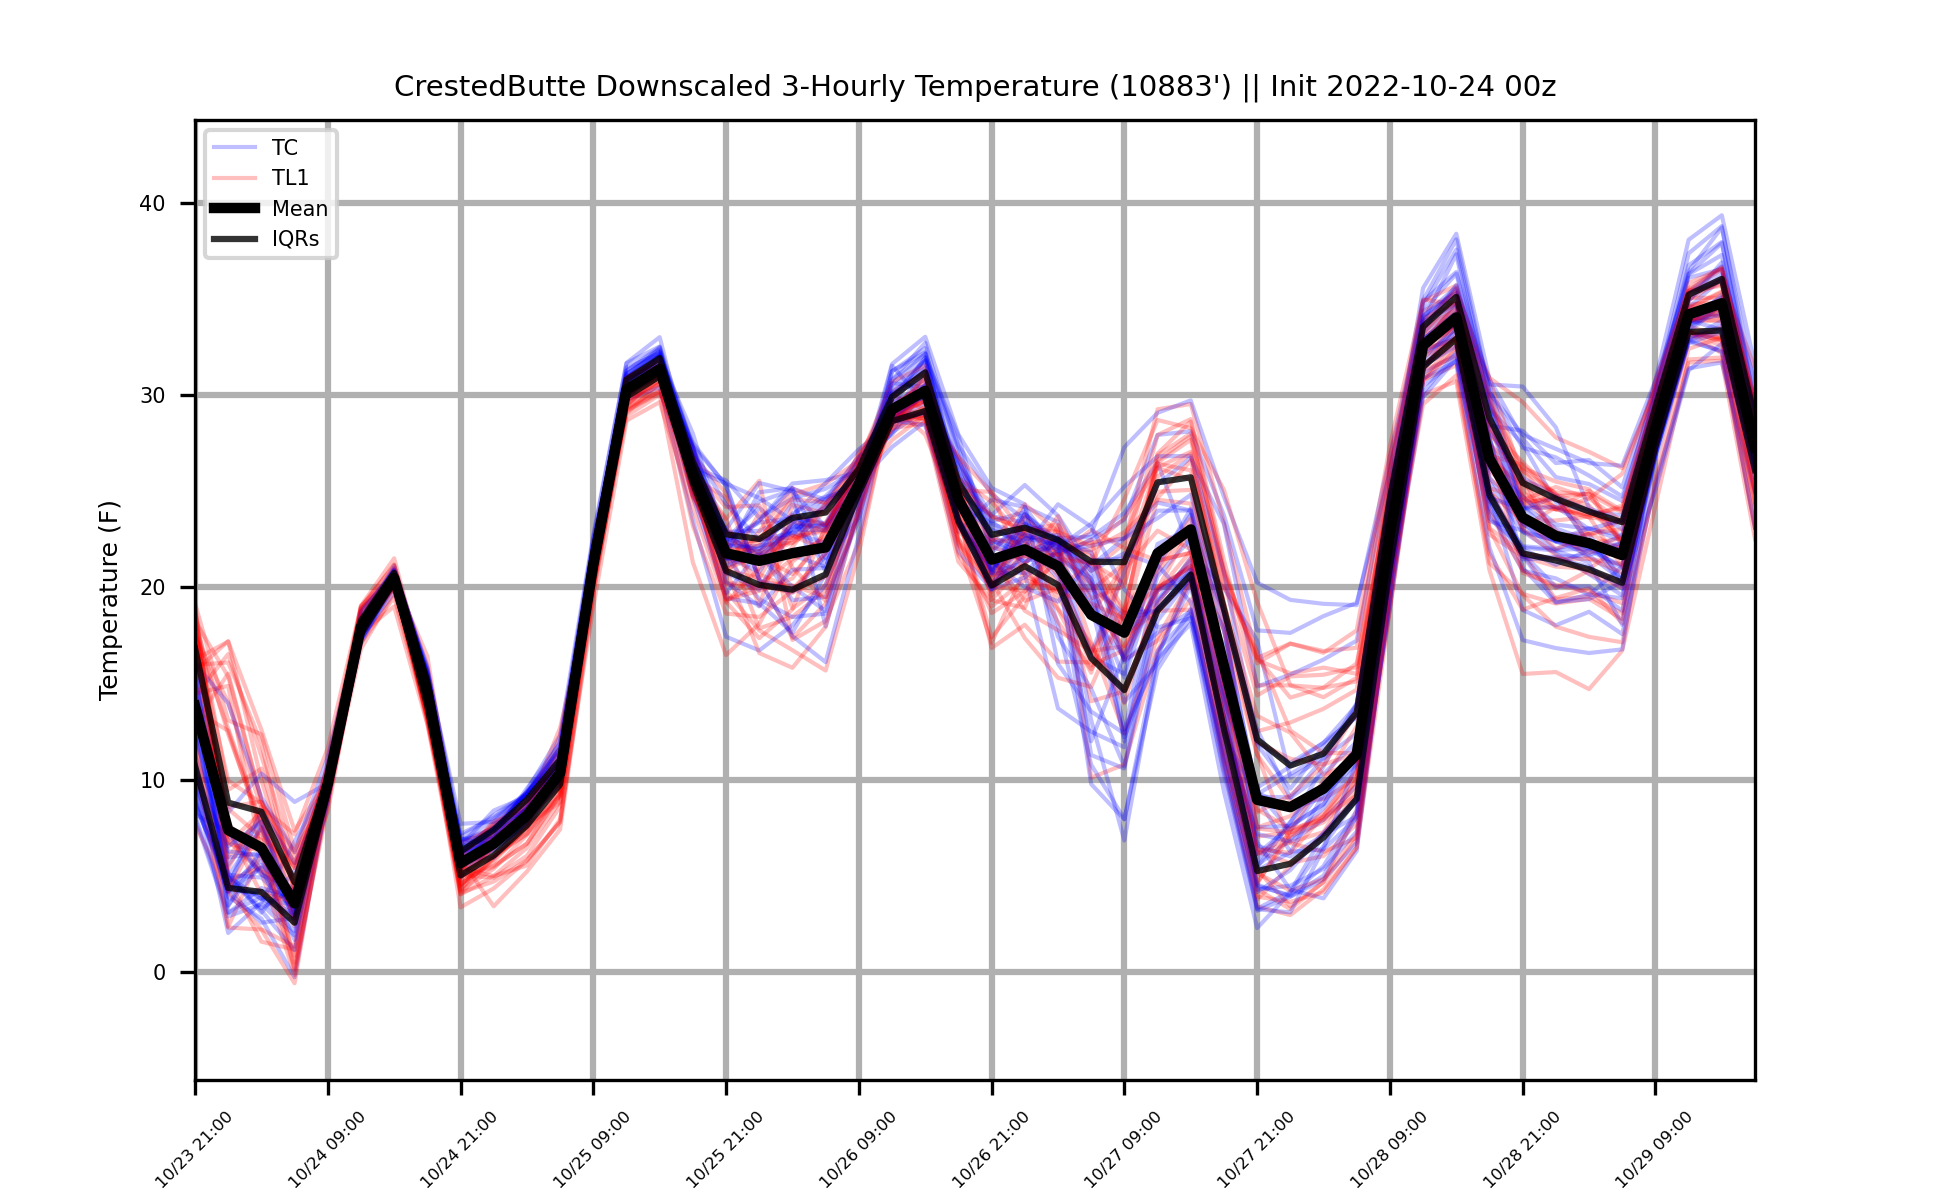 CrestedButte Downscaled 3-Hourly Temperature (10883') || Init 2022-10-24 00z
TC
TL1
Mean
IQRs
40
30
20
10
0
Temperature (F)
10/23 21:00
10/24 09:00
10/24 21:00
10/25 09:00
10/25 21:00
10/26 09:00
10/26 21:00
10/27 09:00
10/27 21:00
10/28 09:00
10/28 21:00
10/29 09:00